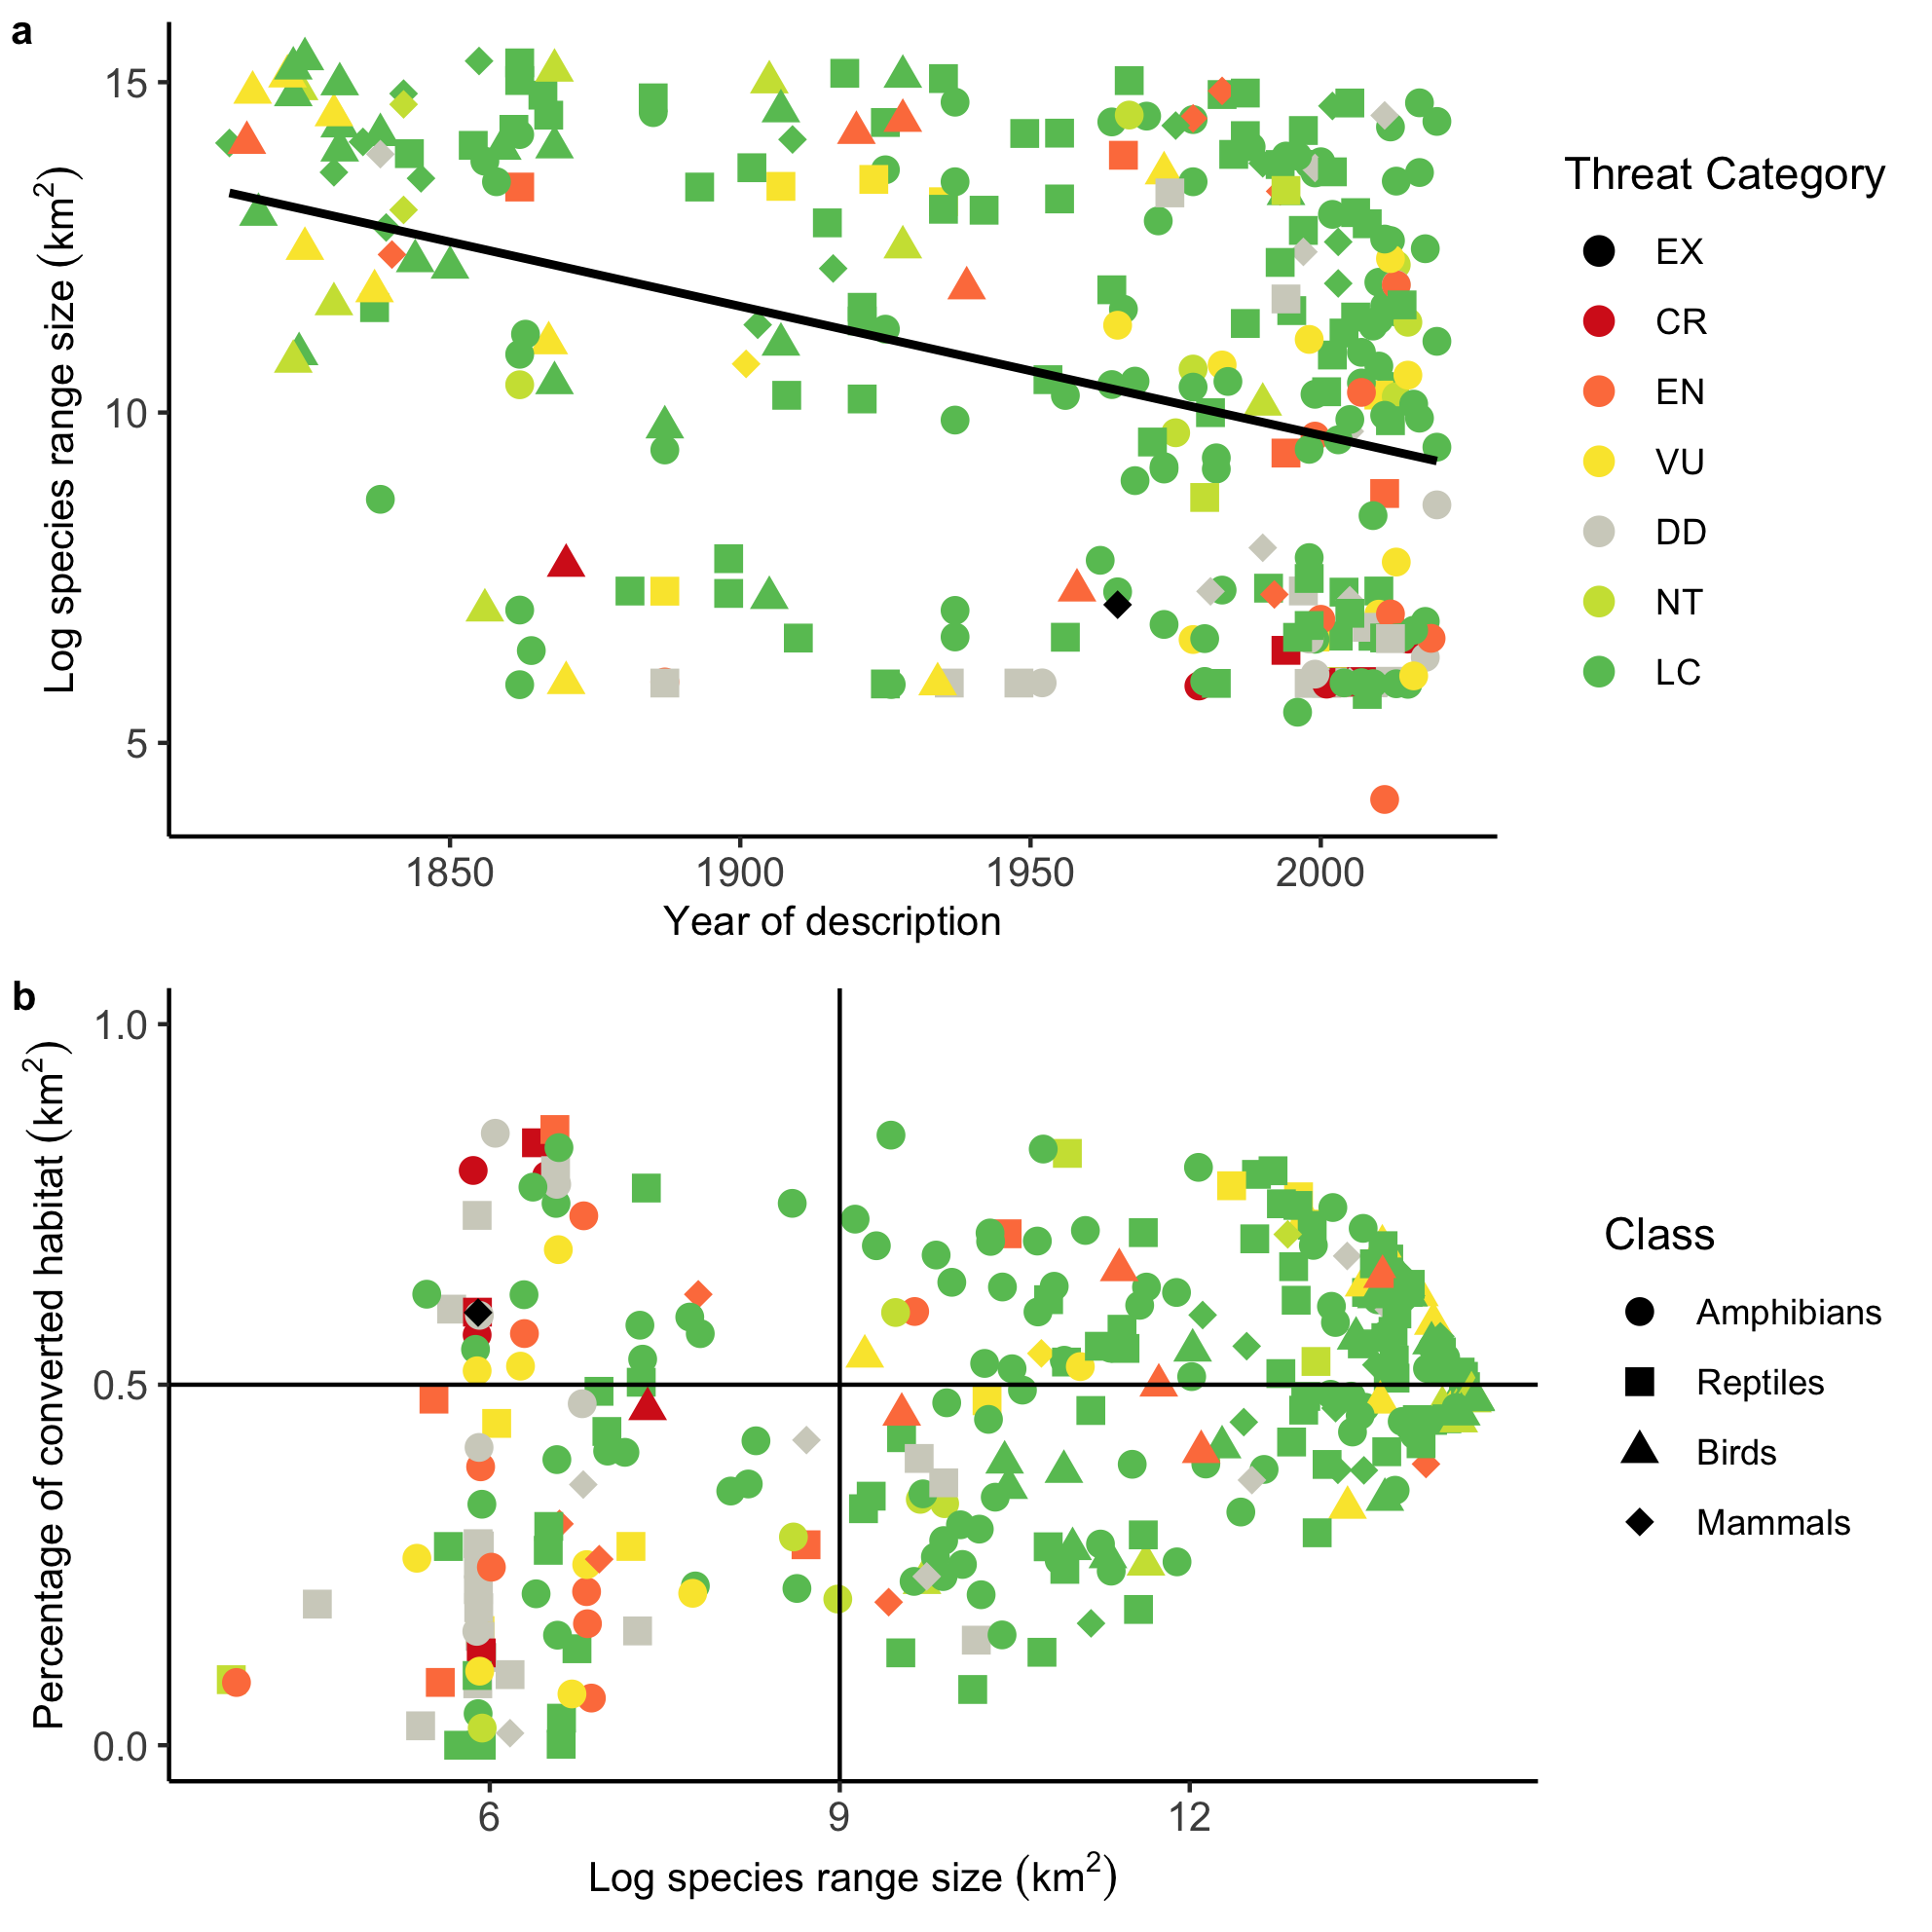 a
15
10
5
Log species range size (km²)
1850 1900 1950 2000
Year of description
Threat Category
EX
CR
EN
VU
DD
NT
LC
b
1.0
0.5
0.0
Percentage of converted habitat (km²)
6 9 12
Log species range size (km²)
Class
Amphibians
Reptiles
Birds
Mammals